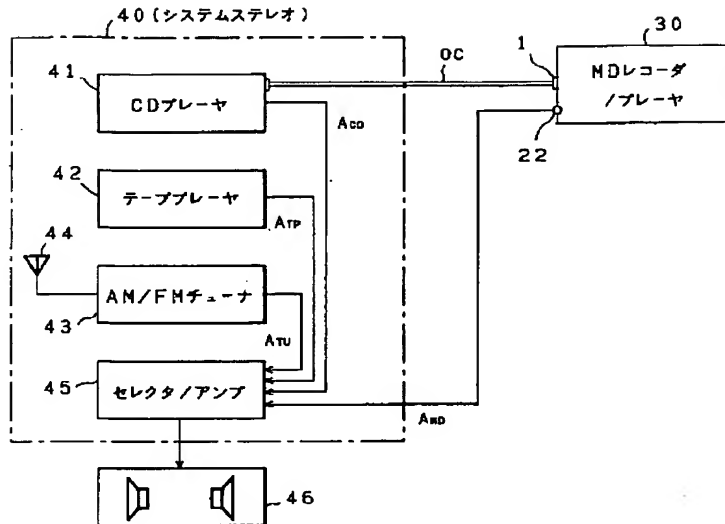 40(システムステレオ)
30
41
OC
1
CDプレーヤ
MDレコーダ
/プレーヤ
ACD
22
42
テーププレーヤ
ATP
44
AM/FMチューナ
43
ATU
45
セレクタ/アンプ
AMD
46